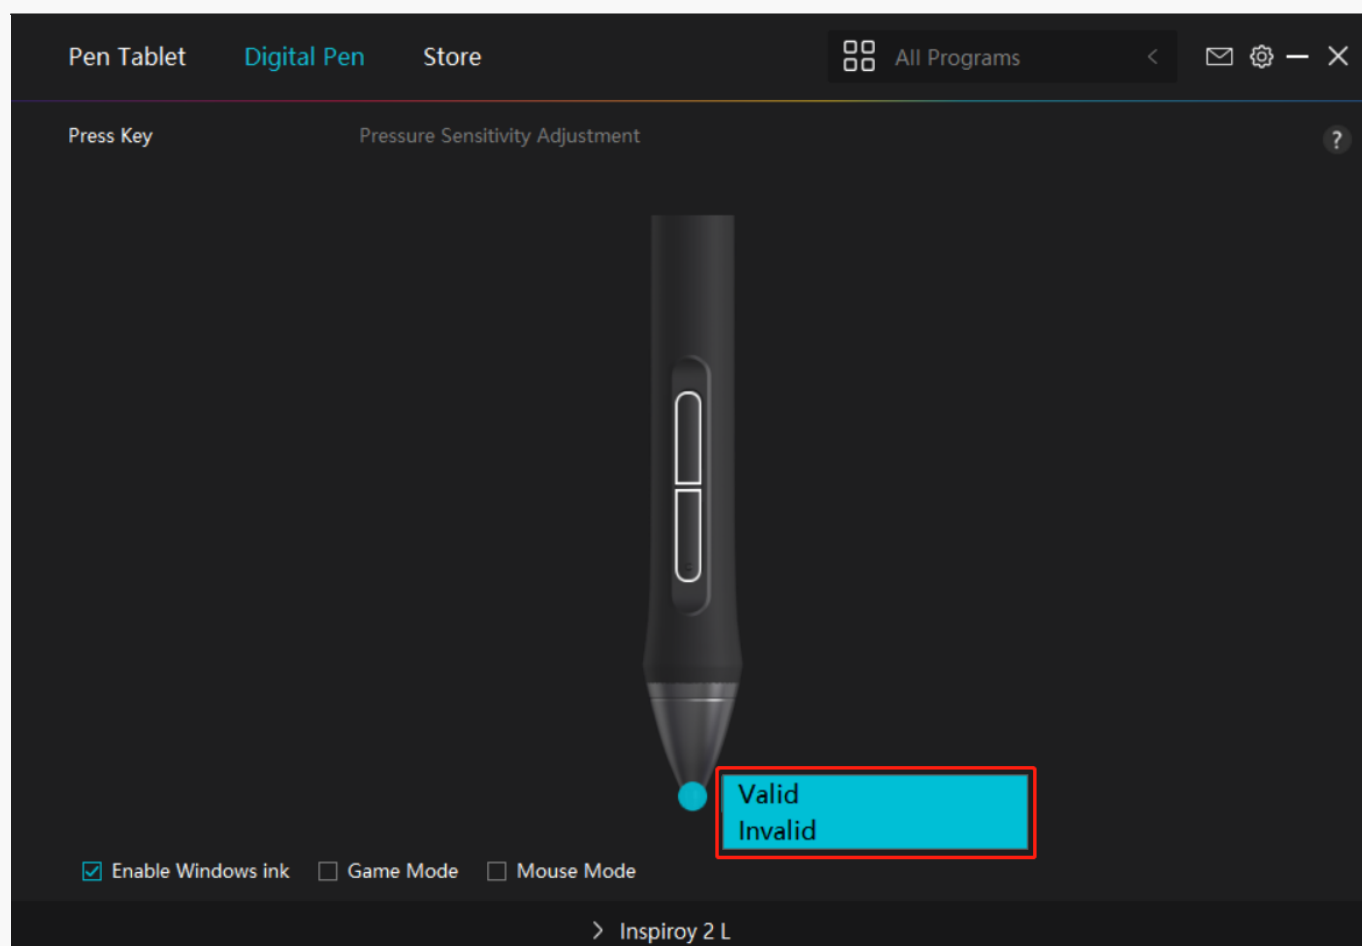 Pen Tablet Digital Pen Store All Programs
Press Key Pressure Sensitivity Adjustment ?
Valid
Invalid
Enable Windows ink Game Mode Mouse Mode
Inspiroy 2 L